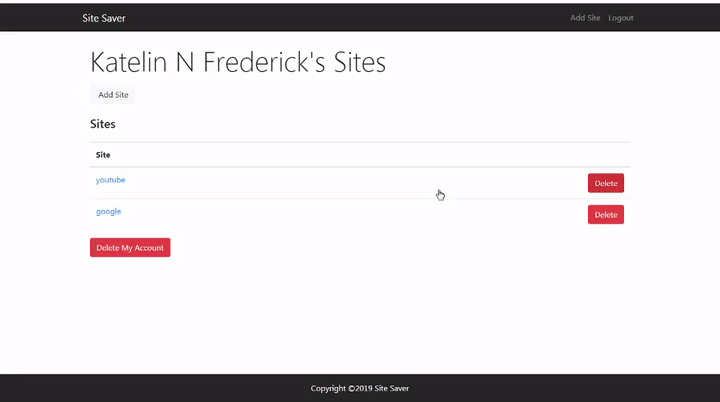 Site Saver Add Site Logout
Katelin N Frederick's Sites
Add Site
Sites
Site
youtube Delete
google Delete
Delete My Account
Copyright ©2019 Site Saver